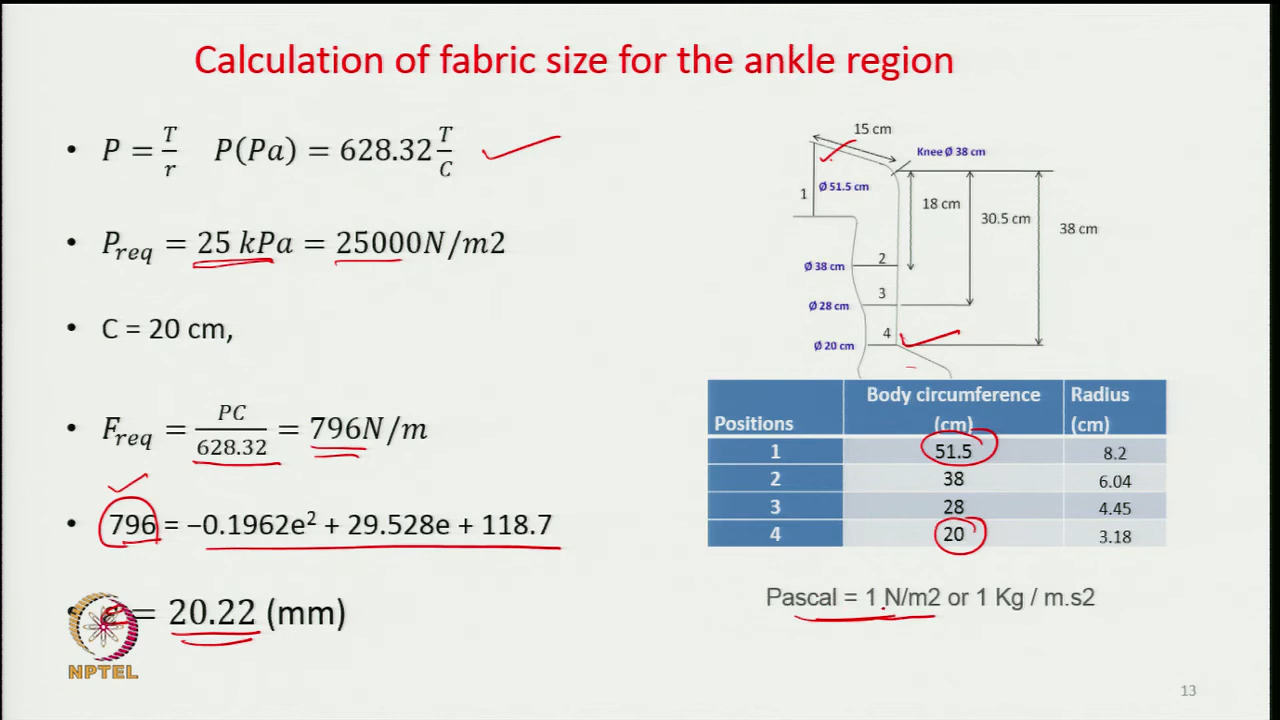 Calculation of fabric size for the ankle region
• P = T/r P(Pa) = 628.32 T/C
• P_req = 25 kPa = 25000N/m2
• C = 20 cm,
• F_req = PC/628.32 = 796N/m
• 796 = −0.1962e² + 29.528e + 118.7
= 20.22 (mm)
NPTEL
15 cm
Knee Ø 38 cm
1
Ø 51.5 cm
18 cm
30.5 cm
38 cm
Ø 38 cm
2
Ø 28 cm
3
Ø 20 cm
4
Positions Body circumference (cm) Radius (cm)
1 51.5 8.2
2 38 6.04
3 28 4.45
4 20 3.18
Pascal = 1 N/m2 or 1 Kg / m.s2
13